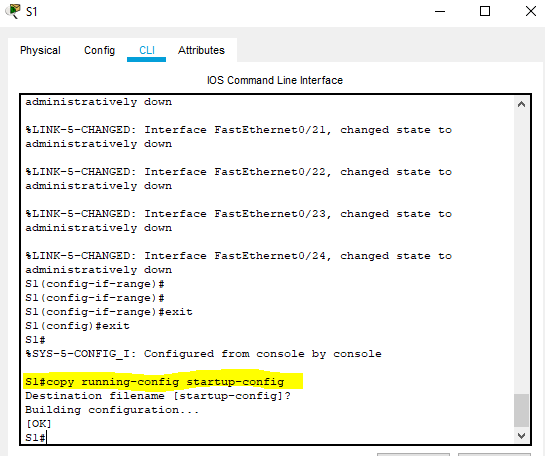 S1
Physical Config CLI Attributes
IOS Command Line Interface
administratively down
%LINK-5-CHANGED: Interface FastEthernet0/21, changed state to
administratively down
%LINK-5-CHANGED: Interface FastEthernet0/22, changed state to
administratively down
%LINK-5-CHANGED: Interface FastEthernet0/23, changed state to
administratively down
%LINK-5-CHANGED: Interface FastEthernet0/24, changed state to
administratively down
S1(config-if-range)#
S1(config-if-range)#
S1(config-if-range)#exit
S1(config)#exit
S1#
%SYS-5-CONFIG_I: Configured from console by console
S1#copy running-config startup-config
Destination filename [startup-config]?
Building configuration...
[OK]
S1#